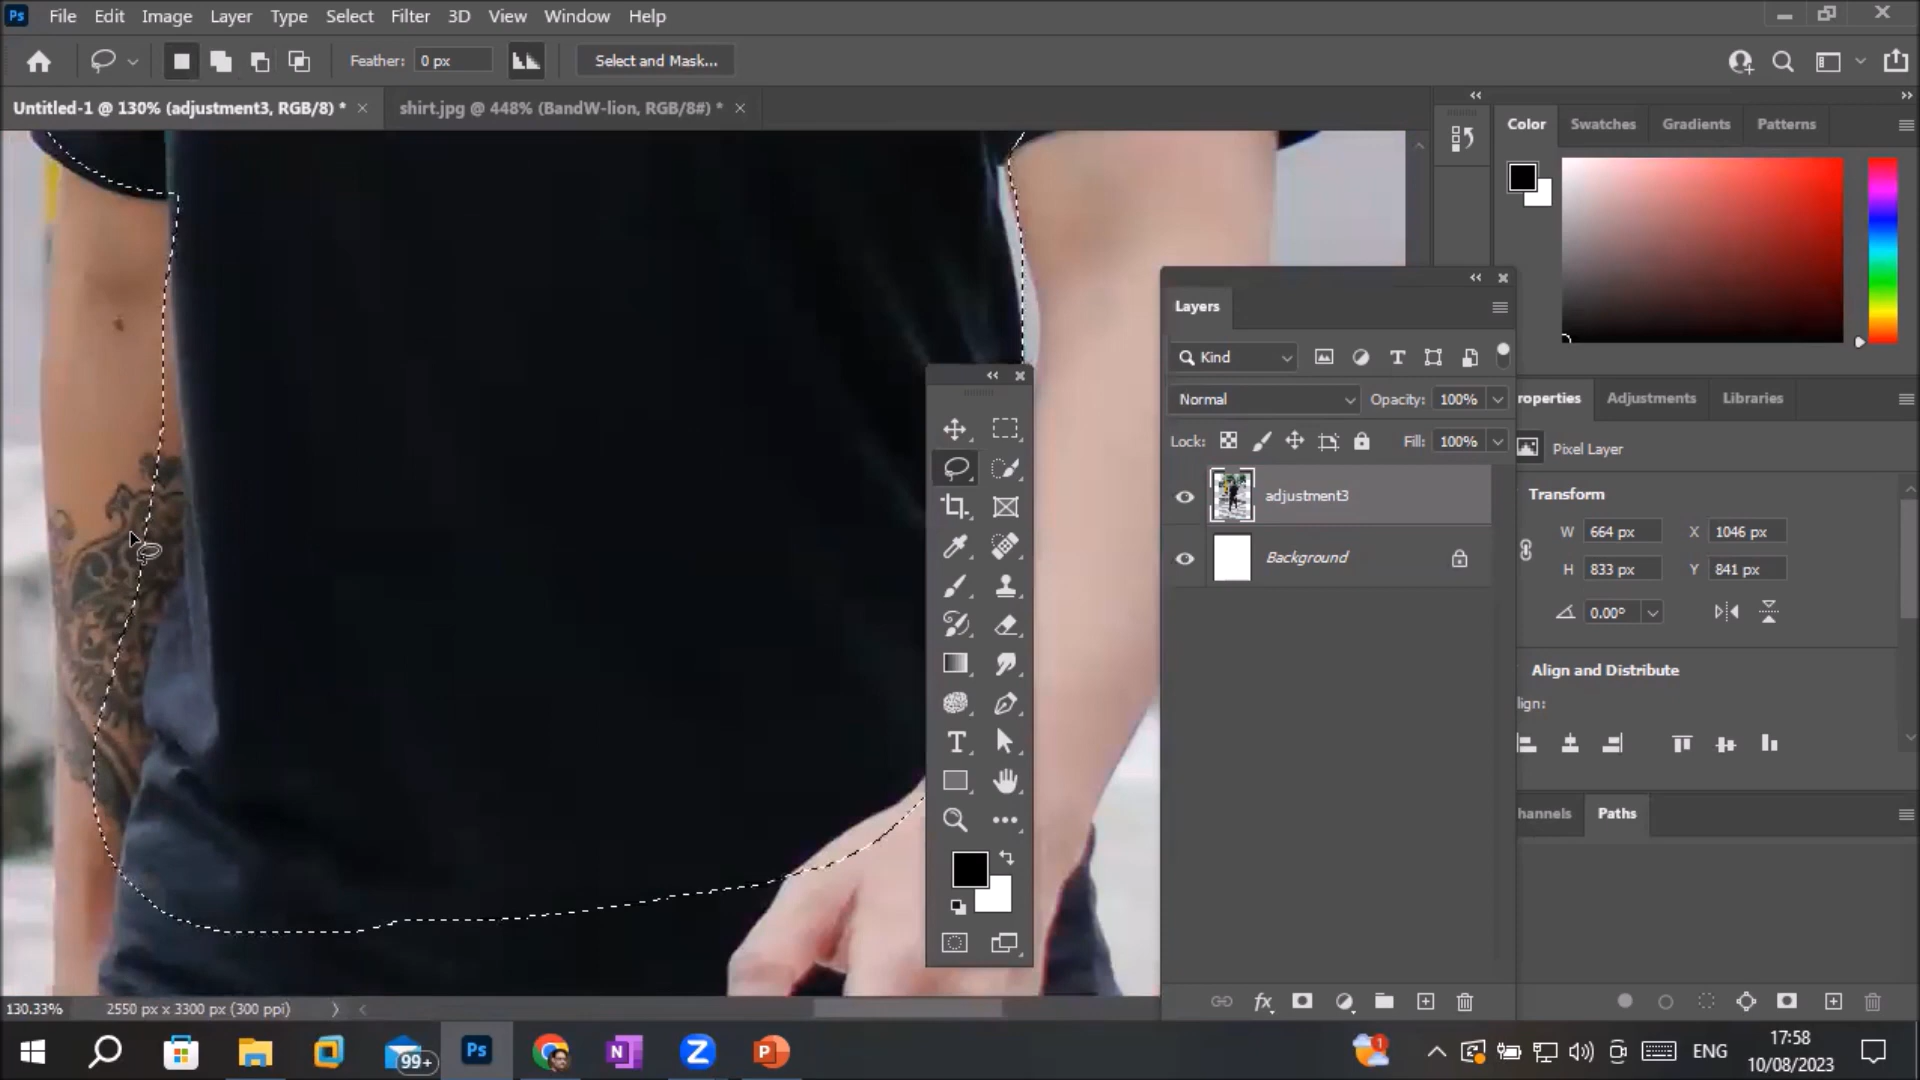 Ps File Edit Image Layer Type Select Filter 3D View Window Help
Feather: 0 px Select and Mask...
Untitled-1 @ 130% (adjustment3, RGB/8) * shirt.jpg @ 448% (BandW-lion, RGB/8#) *
Color Swatches Gradients Patterns
Layers
Kind
Normal Opacity: 100%
Lock: Fill: 100%
adjustment3
Background
roperties Adjustments Libraries
Pixel Layer
Transform
W 664 px X 1046 px
H 833 px Y 841 px
0.00°
Align and Distribute
lign:
hannels Paths
130.33% 2550 px x 3300 px (300 ppi)
99+ Ps N Z P 1 ENG 17:58
10/08/2023